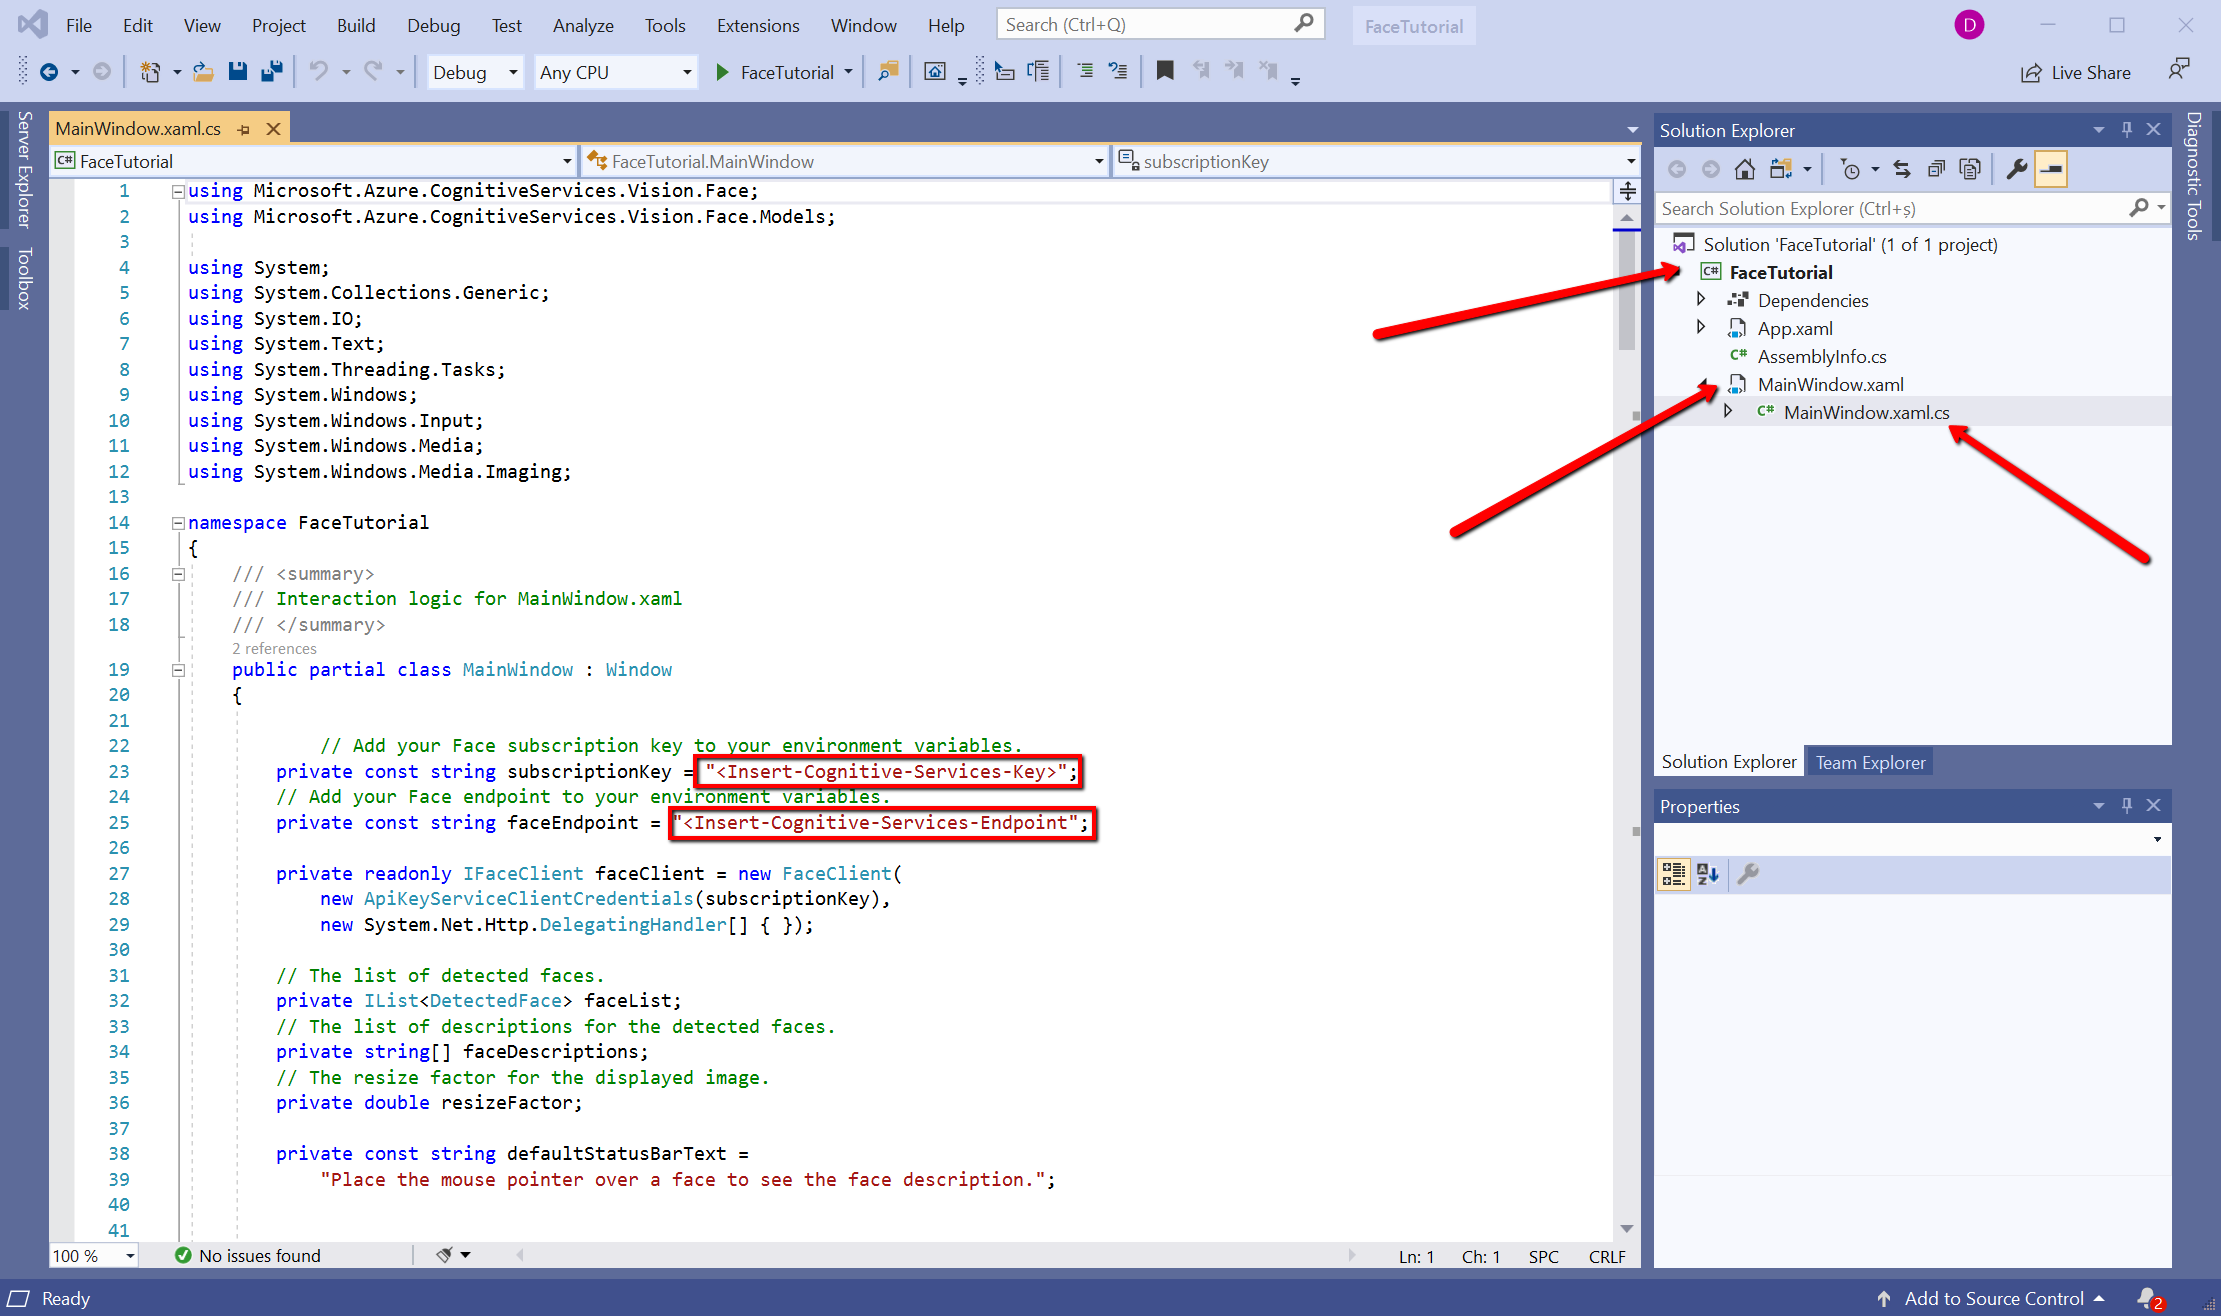 File Edit View Project Build Debug Test Analyze Tools Extensions Window Help Search (Ctrl+Q) FaceTutorial D
Debug Any CPU FaceTutorial Live Share
Server Explorer
Toolbox
MainWindow.xaml.cs
FaceTutorial FaceTutorial.MainWindow subscriptionKey
1 using Microsoft.Azure.CognitiveServices.Vision.Face;
2 using Microsoft.Azure.CognitiveServices.Vision.Face.Models;
3
4 using System;
5 using System.Collections.Generic;
6 using System.IO;
7 using System.Text;
8 using System.Threading.Tasks;
9 using System.Windows;
10 using System.Windows.Input;
11 using System.Windows.Media;
12 using System.Windows.Media.Imaging;
13
14 namespace FaceTutorial
15 {
16 /// <summary>
17 /// Interaction logic for MainWindow.xaml
18 /// </summary>
2 references
19 public partial class MainWindow : Window
20 {
21
22 // Add your Face subscription key to your environment variables.
23 private const string subscriptionKey = "<Insert-Cognitive-Services-Key>";
24 // Add your Face endpoint to your environment variables.
25 private const string faceEndpoint = "<Insert-Cognitive-Services-Endpoint";
26
27 private readonly IFaceClient faceClient = new FaceClient(
28 new ApiKeyServiceClientCredentials(subscriptionKey),
29 new System.Net.Http.DelegatingHandler[] { });
30
31 // The list of detected faces.
32 private IList<DetectedFace> faceList;
33 // The list of descriptions for the detected faces.
34 private string[] faceDescriptions;
35 // The resize factor for the displayed image.
36 private double resizeFactor;
37
38 private const string defaultStatusBarText =
39 "Place the mouse pointer over a face to see the face description.";
40
41
100 % No issues found Ln: 1 Ch: 1 SPC CRLF
Solution Explorer
Search Solution Explorer (Ctrl+ș)
Solution 'FaceTutorial' (1 of 1 project)
C# FaceTutorial
Dependencies
App.xaml
C# AssemblyInfo.cs
MainWindow.xaml
C# MainWindow.xaml.cs
Solution Explorer Team Explorer
Properties
Diagnostic Tools
Ready Add to Source Control 2